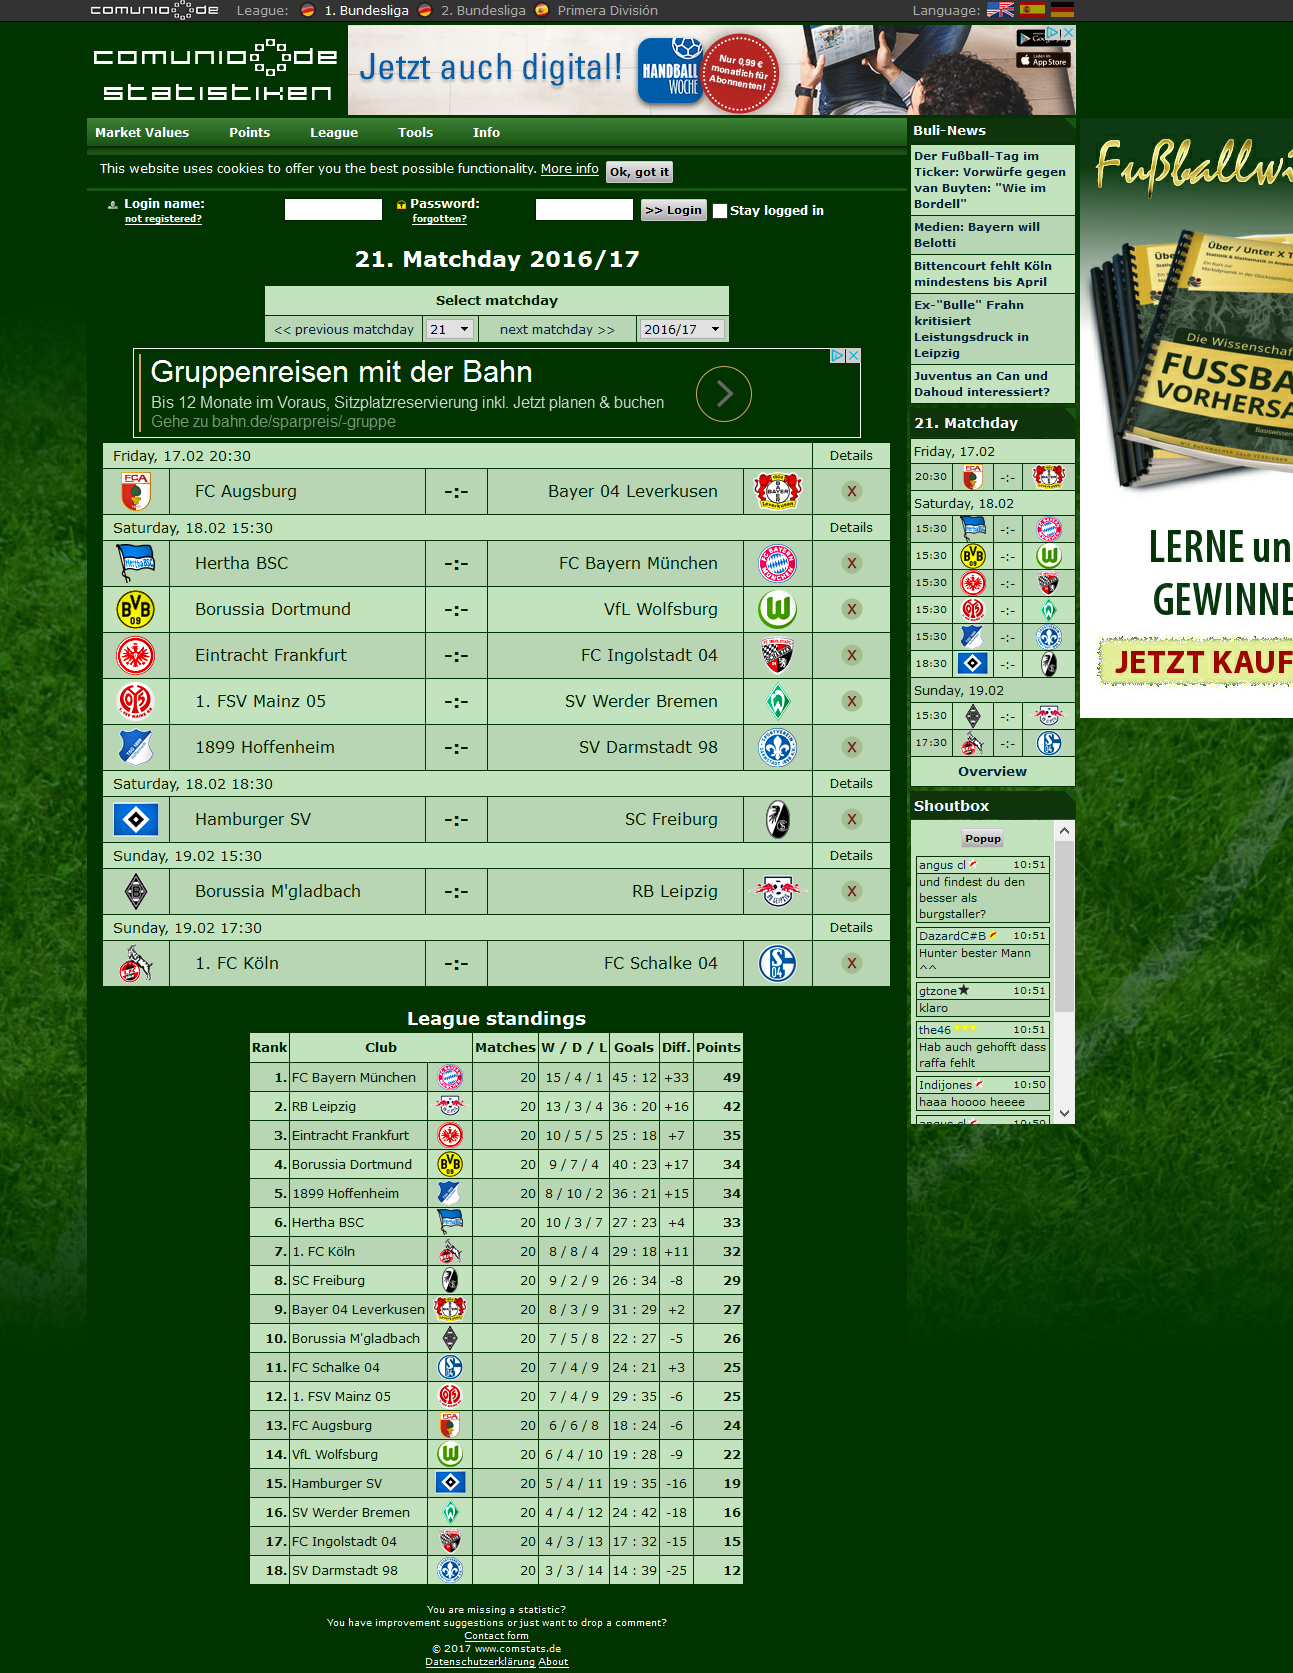 comunio de League: 1. Bundesliga 2. Bundesliga Primera División Language:
comunio de
statistiken
Jetzt auch digital!
HANDBALL WOCHE
Nur 0,99 € monatlich für Abonnenten!
App Store
Market Values Points League Tools Info
This website uses cookies to offer you the best possible functionality. More info Ok, got it
Login name: Password: >> Login Stay logged in
not registered? forgotten?
21. Matchday 2016/17
Select matchday
<< previous matchday 21 next matchday >> 2016/17
Gruppenreisen mit der Bahn
Bis 12 Monate im Voraus, Sitzplatzreservierung inkl. Jetzt planen & buchen
Gehe zu bahn.de/sparpreis/-gruppe
Friday, 17.02 20:30 Details
FC Augsburg -:- Bayer 04 Leverkusen X
Saturday, 18.02 15:30 Details
Hertha BSC -:- FC Bayern München X
Borussia Dortmund -:- VfL Wolfsburg X
Eintracht Frankfurt -:- FC Ingolstadt 04 X
1. FSV Mainz 05 -:- SV Werder Bremen X
1899 Hoffenheim -:- SV Darmstadt 98 X
Saturday, 18.02 18:30 Details
Hamburger SV -:- SC Freiburg X
Sunday, 19.02 15:30 Details
Borussia M'gladbach -:- RB Leipzig X
Sunday, 19.02 17:30 Details
1. FC Köln -:- FC Schalke 04 X
League standings
Rank Club Matches W / D / L Goals Diff. Points
1. FC Bayern München 20 15 / 4 / 1 45 : 12 +33 49
2. RB Leipzig 20 13 / 3 / 4 36 : 20 +16 42
3. Eintracht Frankfurt 20 10 / 5 / 5 25 : 18 +7 35
4. Borussia Dortmund 20 9 / 7 / 4 40 : 23 +17 34
5. 1899 Hoffenheim 20 8 / 10 / 2 36 : 21 +15 34
6. Hertha BSC 20 10 / 3 / 7 27 : 23 +4 33
7. 1. FC Köln 20 8 / 8 / 4 29 : 18 +11 32
8. SC Freiburg 20 9 / 2 / 9 26 : 34 -8 29
9. Bayer 04 Leverkusen 20 8 / 3 / 9 31 : 29 +2 27
10. Borussia M'gladbach 20 7 / 5 / 8 22 : 27 -5 26
11. FC Schalke 04 20 7 / 4 / 9 24 : 21 +3 25
12. 1. FSV Mainz 05 20 7 / 4 / 9 29 : 35 -6 25
13. FC Augsburg 20 6 / 6 / 8 18 : 24 -6 24
14. VfL Wolfsburg 20 6 / 4 / 10 19 : 28 -9 22
15. Hamburger SV 20 5 / 4 / 11 19 : 35 -16 19
16. SV Werder Bremen 20 4 / 4 / 12 24 : 42 -18 16
17. FC Ingolstadt 04 20 4 / 3 / 13 17 : 32 -15 15
18. SV Darmstadt 98 20 3 / 3 / 14 14 : 39 -25 12
You are missing a statistic?
You have improvement suggestions or just want to drop a comment?
Contact form
© 2017 www.comstats.de
Datenschutzerklärung About
Buli-News
Der Fußball-Tag im
Ticker: Vorwürfe gegen
van Buyten: "Wie im
Bordell"
Medien: Bayern will
Belotti
Bittencourt fehlt Köln
mindestens bis April
Ex-"Bulle" Frahn
kritisiert
Leistungsdruck in
Leipzig
Juventus an Can und
Dahoud interessiert?
21. Matchday
Friday, 17.02
20:30 -:-
Saturday, 18.02
15:30 -:-
15:30 -:-
15:30 -:-
15:30 -:-
15:30 -:-
18:30 -:-
Sunday, 19.02
15:30 -:-
17:30 -:-
Overview
Shoutbox
Popup
angus cl 10:51
und findest du den
besser als
burgstaller?
DazardC#B 10:51
Hunter bester Mann
^^
gtzone 10:51
klaro
the46 10:51
Hab auch gehofft dass
raffa fehlt
Indijones 10:50
haaa hoooo heeee
angus cl 10:50
Fußballwi
Über / Unter X T
Die Wissenschaf
FUSSBA
VORHERSA
LERNE un
GEWINNE
JETZT KAUF